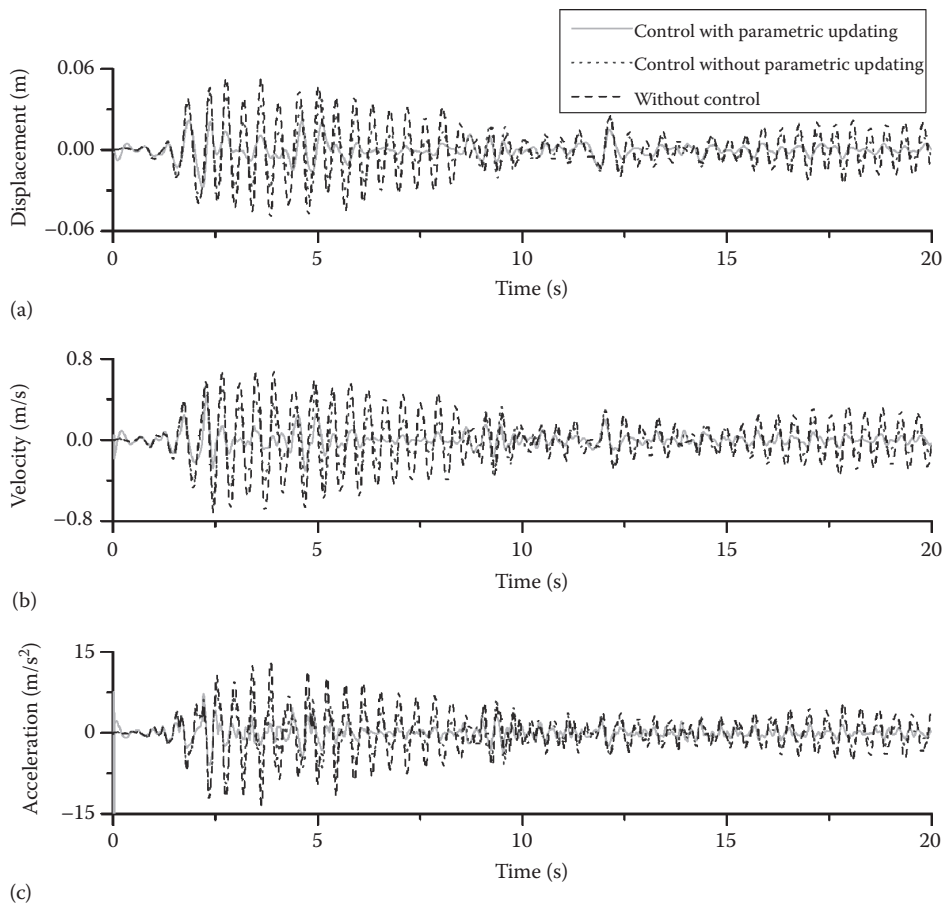 Control with parametric updating
Control without parametric updating
Without control
0.06
0.00
−0.06
Displacement (m)
0 5 10 15 20
Time (s)
(a)
0.8
0.0
−0.8
Velocity (m/s)
0 5 10 15 20
Time (s)
(b)
15
0
−15
Acceleration (m/s²)
0 5 10 15 20
Time (s)
(c)